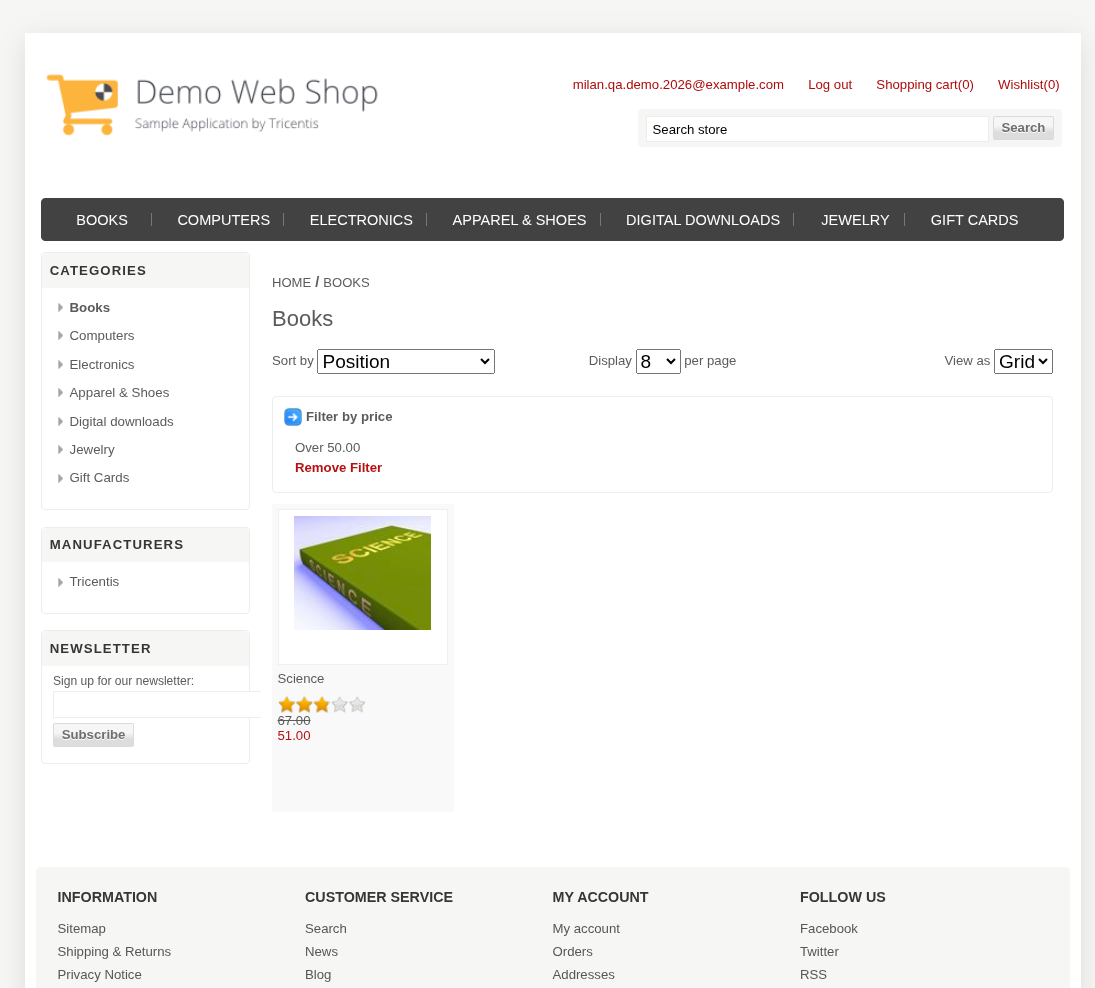 Demo Web Shop
Sample Application by Tricentis
milan.qa.demo.2026@example.com Log out Shopping cart(0) Wishlist(0)
Search store Search
BOOKS COMPUTERS ELECTRONICS APPAREL & SHOES DIGITAL DOWNLOADS JEWELRY GIFT CARDS
CATEGORIES
Books
Computers
Electronics
Apparel & Shoes
Digital downloads
Jewelry
Gift Cards
MANUFACTURERS
Tricentis
NEWSLETTER
Sign up for our newsletter:
Subscribe
HOME / BOOKS
Books
Sort by Position Display 8 per page View as Grid
Filter by price
Over 50.00
Remove Filter
SCIENCE
SCIENCE
Science
67.00
51.00
INFORMATION
Sitemap
Shipping & Returns
Privacy Notice
CUSTOMER SERVICE
Search
News
Blog
MY ACCOUNT
My account
Orders
Addresses
FOLLOW US
Facebook
Twitter
RSS